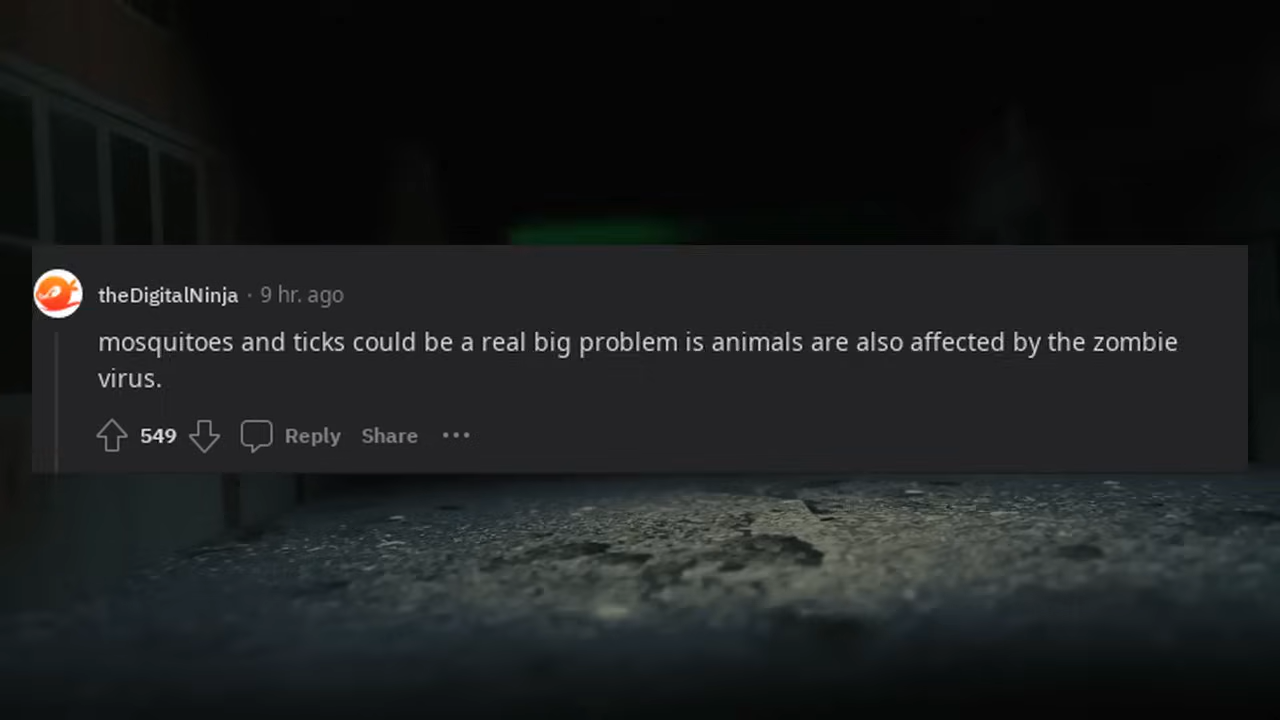 theDigitalNinja · 9 hr. ago
mosquitoes and ticks could be a real big problem is animals are also affected by the zombie
virus.
549 Reply Share ···